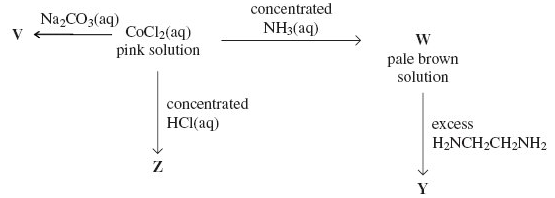 Na₂CO₃(aq)
V
CoCl₂(aq)
pink solution
concentrated
NH₃(aq)
W
pale brown
solution
concentrated
HCl(aq)
Z
excess
H₂NCH₂CH₂NH₂
Y